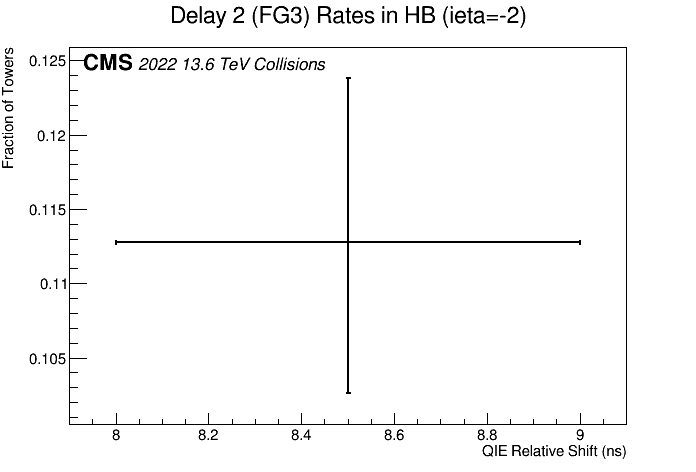 Delay 2 (FG3) Rates in HB (ieta=-2)
Fraction of Towers
CMS 2022 13.6 TeV Collisions
0.125
0.12
0.115
0.11
0.105
8 8.2 8.4 8.6 8.8 9
QIE Relative Shift (ns)